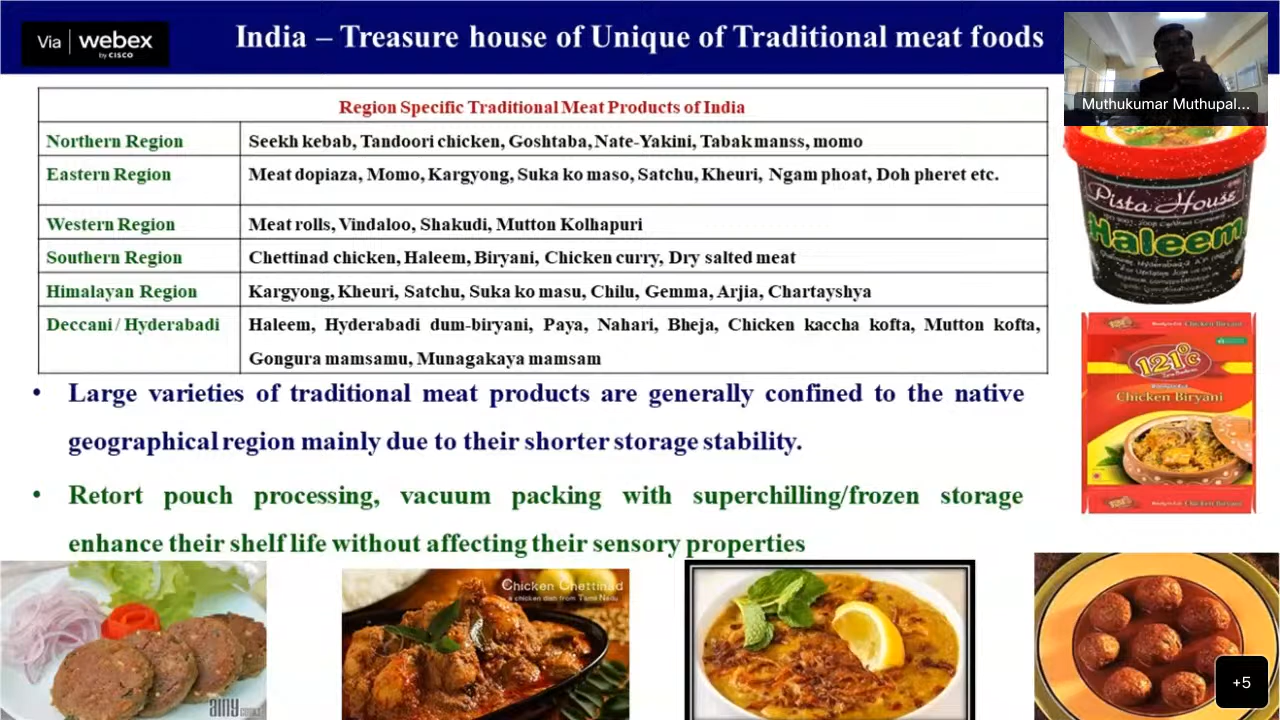 Via | webex
by CISCO
India – Treasure house of Unique of Traditional meat foods
Muthukumar Muthupal...
Region Specific Traditional Meat Products of India
Northern Region Seekh kebab, Tandoori chicken, Goshtaba, Nate-Yakini, Tabak manss, momo
Eastern Region Meat dopiaza, Momo, Kargyong, Suka ko maso, Satchu, Kheuri, Ngam phoat, Doh pheret etc.
Western Region Meat rolls, Vindaloo, Shakudi, Mutton Kolhapuri
Southern Region Chettinad chicken, Haleem, Biryani, Chicken curry, Dry salted meat
Himalayan Region Kargyong, Kheuri, Satchu, Suka ko masu, Chilu, Gemma, Arjia, Chartayshya
Deccani / Hyderabadi Haleem, Hyderabadi dum-biryani, Paya, Nahari, Bheja, Chicken kaccha kofta, Mutton kofta,
Gongura mamsamu, Munagakaya mamsam
• Large varieties of traditional meat products are generally confined to the native
geographical region mainly due to their shorter storage stability.
• Retort pouch processing, vacuum packing with superchilling/frozen storage
enhance their shelf life without affecting their sensory properties
Pista House
Haleem
121°C
Chicken Biryani
Chicken Chettinad
a chicken dish from Tamil Nadu
+5